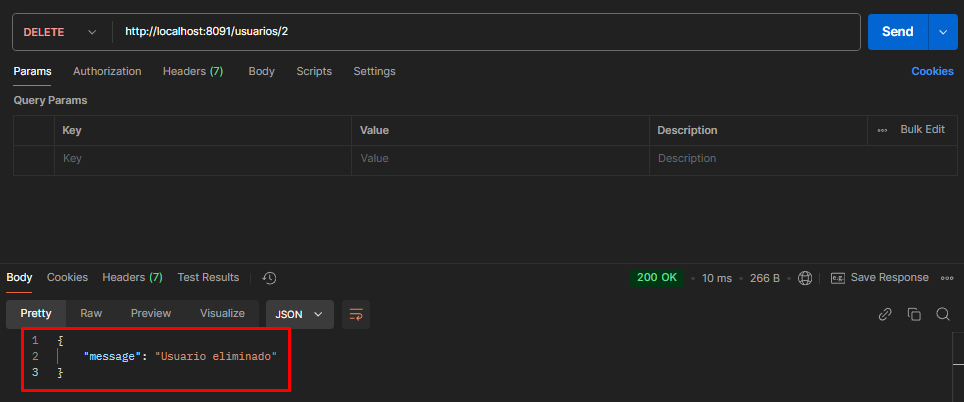 DELETE http://localhost:8091/usuarios/2 Send
Params Authorization Headers (7) Body Scripts Settings Cookies
Query Params
Key Value Description Bulk Edit
Key Value Description
Body Cookies Headers (7) Test Results 200 OK 10 ms 266 B e.g. Save Response
Pretty Raw Preview Visualize JSON
1 {
2 "message": "Usuario eliminado"
3 }